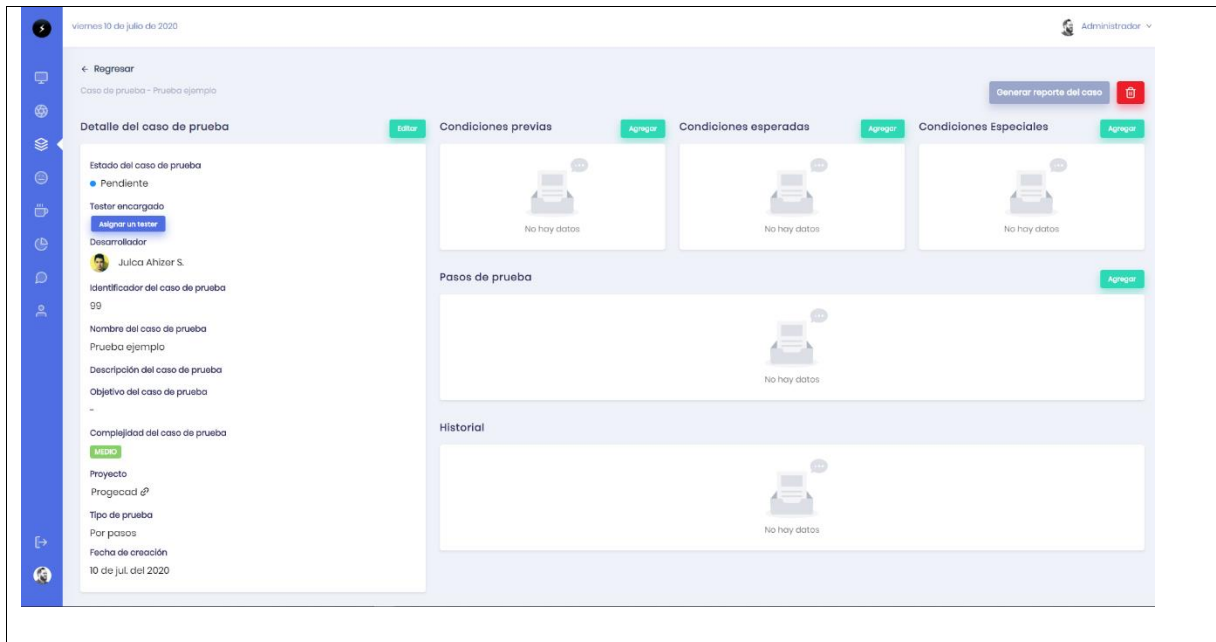 viernes 10 de julio de 2020
Administrador
← Regresar
Caso de prueba - Prueba ejemplo
Generar reporte del caso
Detalle del caso de prueba
Editar
Condiciones previas
Agregar
Condiciones esperadas
Agregar
Condiciones Especiales
Agregar
Estado del caso de prueba
Pendiente
Tester encargado
Asignar un tester
Desarrollador
Julca Ahizer S.
Identificador del caso de prueba
99
Nombre del caso de prueba
Prueba ejemplo
Descripción del caso de prueba
Objetivo del caso de prueba
-
Complejidad del caso de prueba
MEDIO
Proyecto
Progecad
Tipo de prueba
Por pasos
Fecha de creación
10 de jul. del 2020
No hay datos
No hay datos
No hay datos
Pasos de prueba
Agregar
No hay datos
Historial
No hay datos